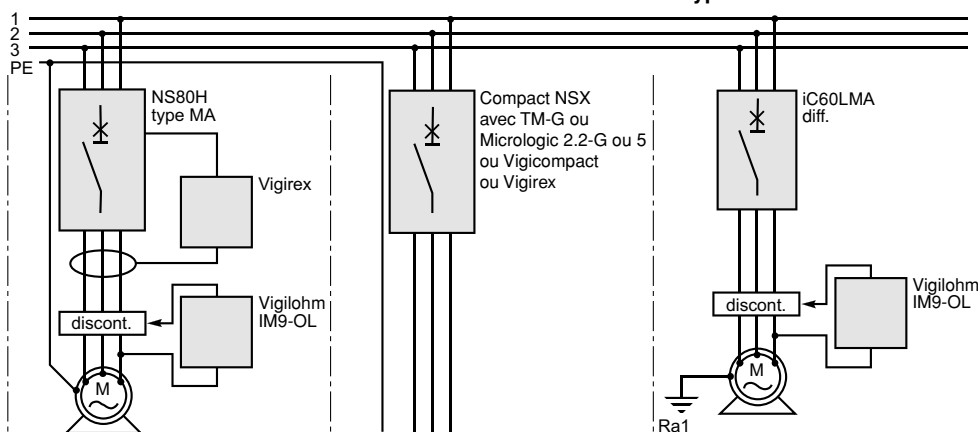 1
2
3
PE
NS80H
type MA
Vigirex
discont.
Vigilohm
IM9-OL
M
Compact NSX
avec TM-G ou
Micrologic 2.2-G ou 5
ou Vigicompact
ou Vigirex
iC60LMA
diff.
discont.
Vigilohm
IM9-OL
M
Ra1